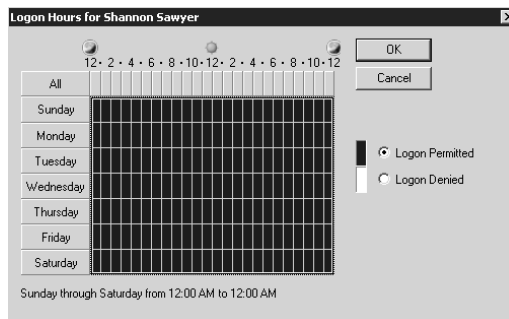 Logon Hours for Shannon Sawyer
OK
12 • 2 • 4 • 6 • 8 • 10 • 12 • 2 • 4 • 6 • 8 • 10 • 12
Cancel
All
Sunday
Monday
Tuesday
Wednesday
Thursday
Friday
Saturday
Logon Permitted
Logon Denied
Sunday through Saturday from 12:00 AM to 12:00 AM